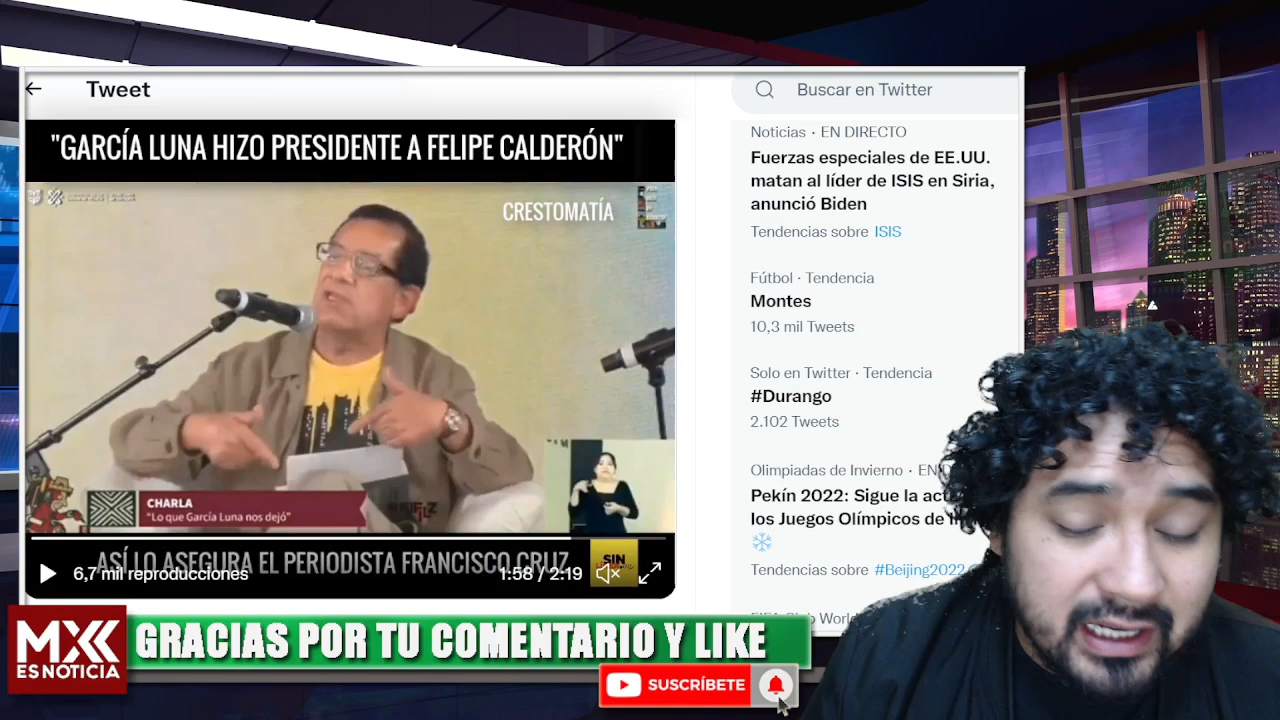 Tweet
"GARCÍA LUNA HIZO PRESIDENTE A FELIPE CALDERÓN"
CRESTOMATÍA
CHARLA
"Lo que García Luna nos dejó"
ASÍ LO ASEGURA EL PERIODISTA FRANCISCO CRUZ
6,7 mil reproducciones
1:58 / 2:19
SIN
Buscar en Twitter
Noticias · EN DIRECTO
Fuerzas especiales de EE.UU.
matan al líder de ISIS en Siria,
anunció Biden
Tendencias sobre ISIS
Fútbol · Tendencia
Montes
10,3 mil Tweets
Solo en Twitter · Tendencia
#Durango
2.102 Tweets
Olimpiadas de Invierno · EN
Pekín 2022: Sigue la
los Juegos Olímpicos de
Tendencias sobre #Beijing2022
MX
ES NOTICIA
GRACIAS POR TU COMENTARIO Y LIKE
SUSCRÍBETE